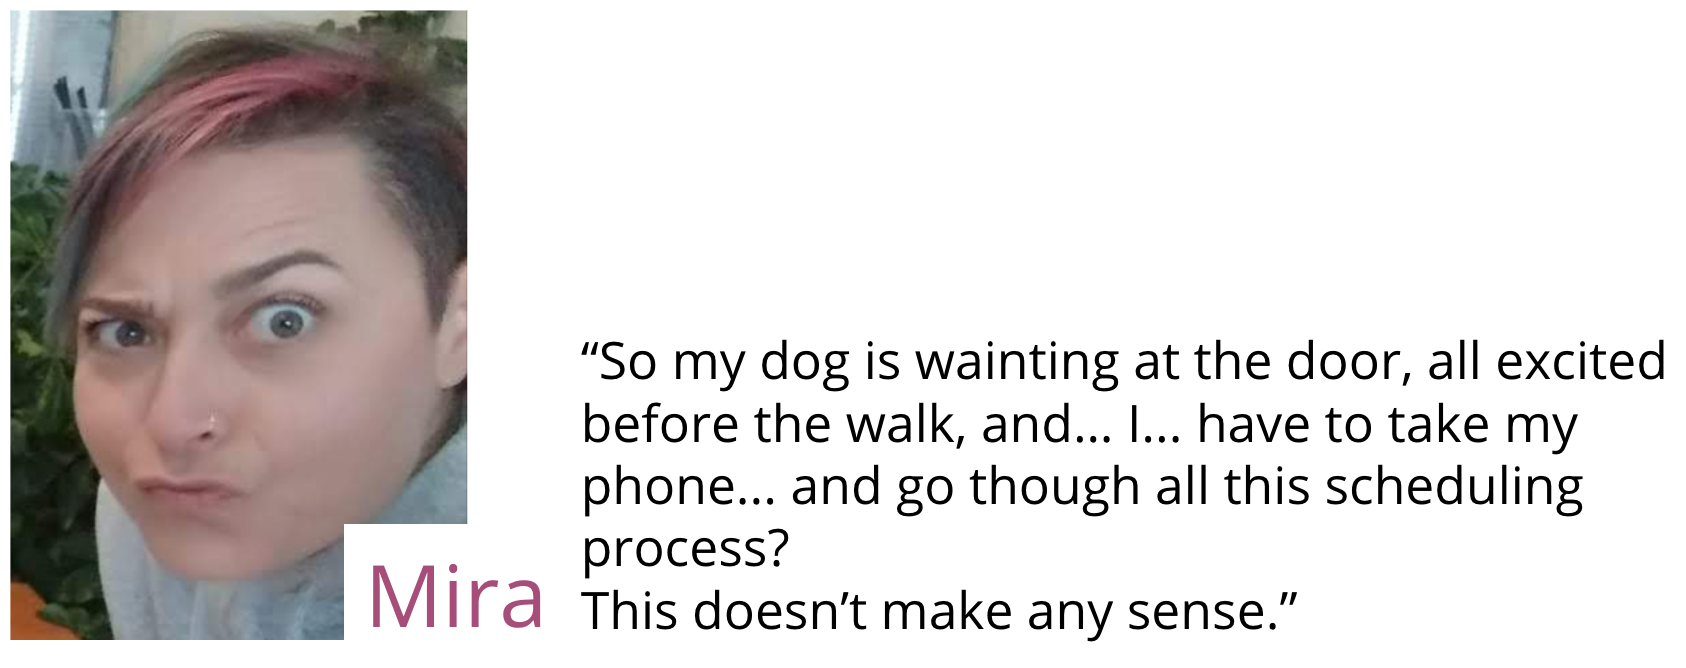 “So my dog is wainting at the door, all excited
before the walk, and... I... have to take my
phone... and go though all this scheduling
process?
This doesn’t make any sense.”
Mira